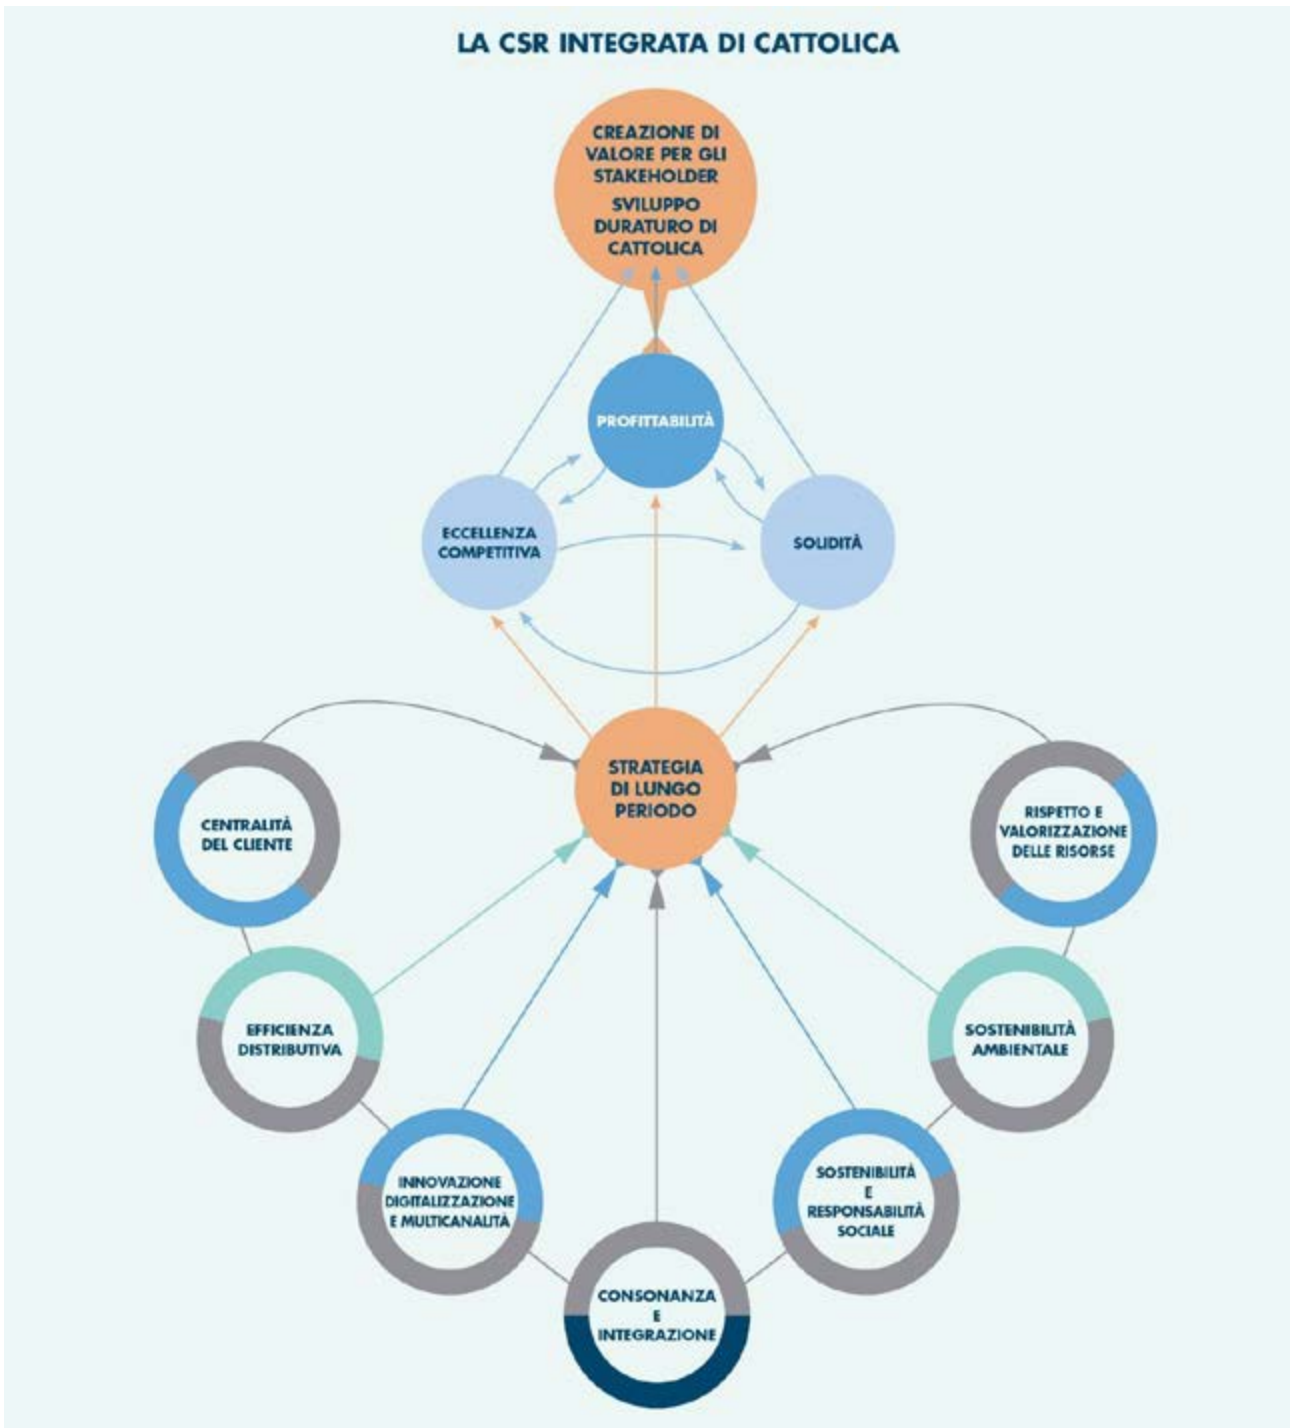 LA CSR INTEGRATA DI CATTOLICA
CREAZIONE DI
VALORE PER GLI
STAKEHOLDER
SVILUPPO
DURATURO DI
CATTOLICA
PROFITTABILITÀ
ECCELLENZA
COMPETITIVA
SOLIDITÀ
STRATEGIA
DI LUNGO
PERIODO
CENTRALITÀ
DEL CLIENTE
RISPETTO E
VALORIZZAZIONE
DELLE RISORSE
EFFICIENZA
DISTRIBUTIVA
SOSTENIBILITÀ
AMBIENTALE
INNOVAZIONE
DIGITALIZZAZIONE
E MULTICANALITÀ
SOSTENIBILITÀ
E
RESPONSABILITÀ
SOCIALE
CONSONANZA
E
INTEGRAZIONE